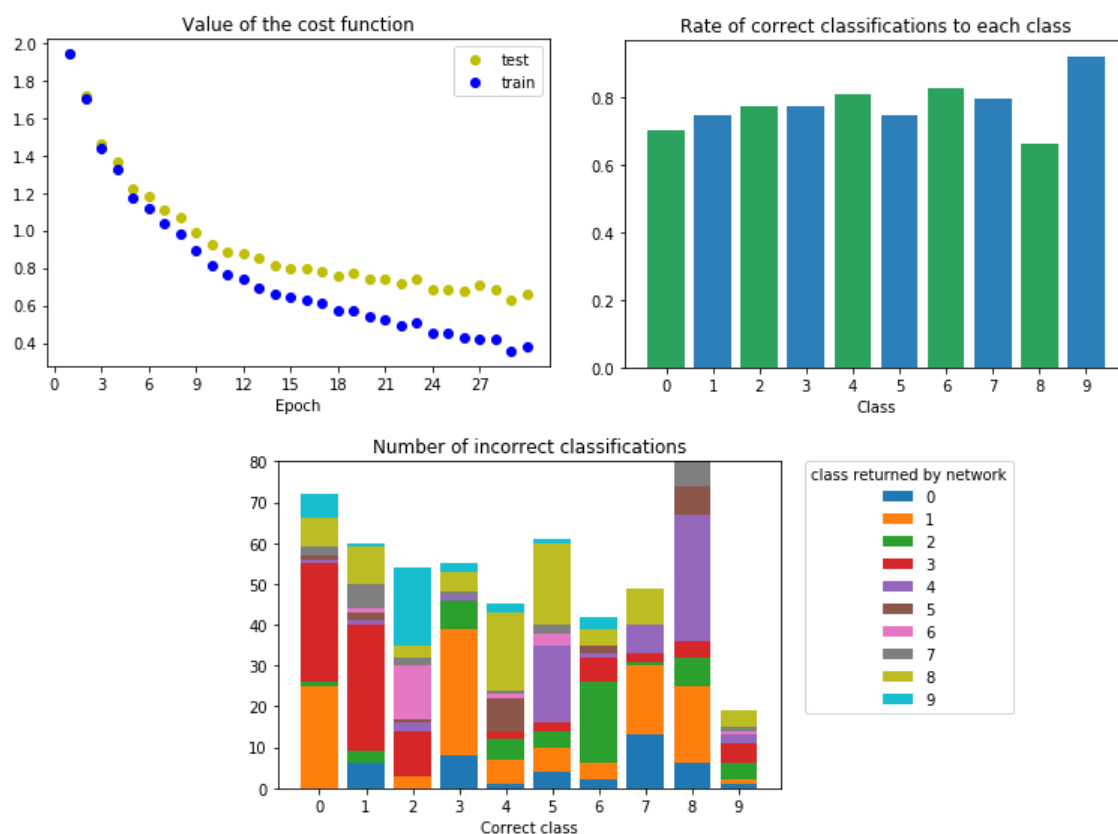 Value of the cost function
2.0
1.8
1.6
1.4
1.2
1.0
0.8
0.6
0.4
0 3 6 9 12 15 18 21 24 27
Epoch
test
train
Rate of correct classifications to each class
0.8
0.6
0.4
0.2
0.0
0 1 2 3 4 5 6 7 8 9
Class
Number of incorrect classifications
80
70
60
50
40
30
20
10
0
0 1 2 3 4 5 6 7 8 9
Correct class
class returned by network
0
1
2
3
4
5
6
7
8
9